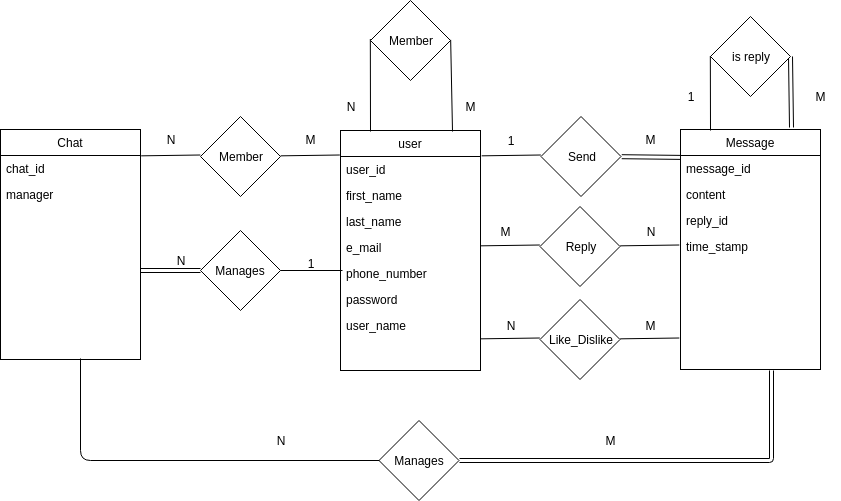 Member
is reply
N
M
1
M
Chat
N
Member
M
user
1
Send
M
Message
chat_id
manager
user_id
first_name
last_name
e_mail
phone_number
password
user_name
message_id
content
reply_id
time_stamp
N
Manages
1
M
Reply
N
N
Like_Dislike
M
N
Manages
M